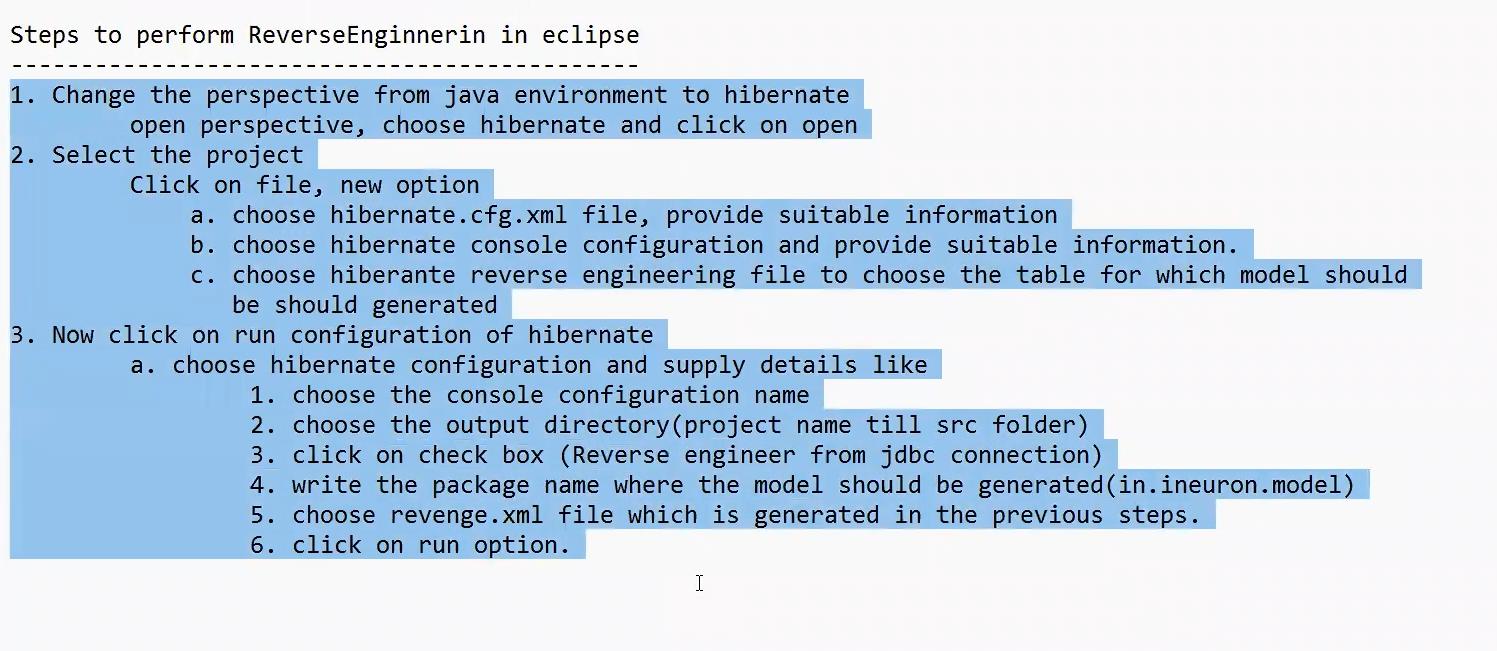 Steps to perform ReverseEnginnerin in eclipse
---------------------------------------------
1. Change the perspective from java environment to hibernate
open perspective, choose hibernate and click on open
2. Select the project
Click on file, new option
a. choose hibernate.cfg.xml file, provide suitable information
b. choose hibernate console configuration and provide suitable information.
c. choose hiberante reverse engineering file to choose the table for which model should
be should generated
3. Now click on run configuration of hibernate
a. choose hibernate configuration and supply details like
1. choose the console configuration name
2. choose the output directory(project name till src folder)
3. click on check box (Reverse engineer from jdbc connection)
4. write the package name where the model should be generated(in.ineuron.model)
5. choose revenge.xml file which is generated in the previous steps.
6. click on run option.